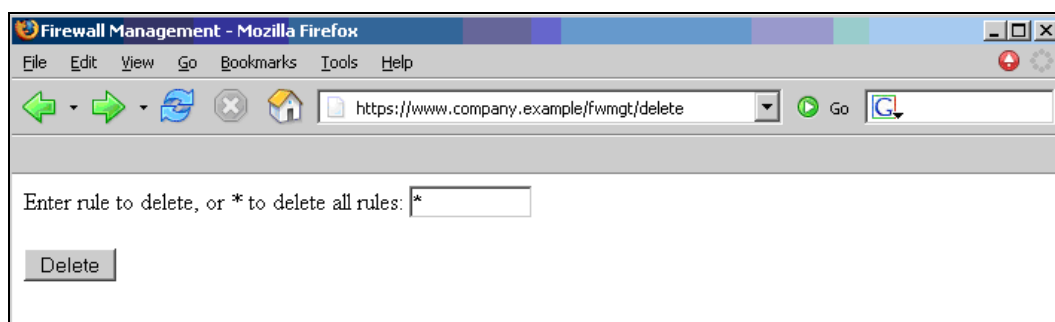 Firewall Management - Mozilla Firefox
File Edit View Go Bookmarks Tools Help
https://www.company.example/fwmgt/delete Go G
Enter rule to delete, or * to delete all rules: *
Delete